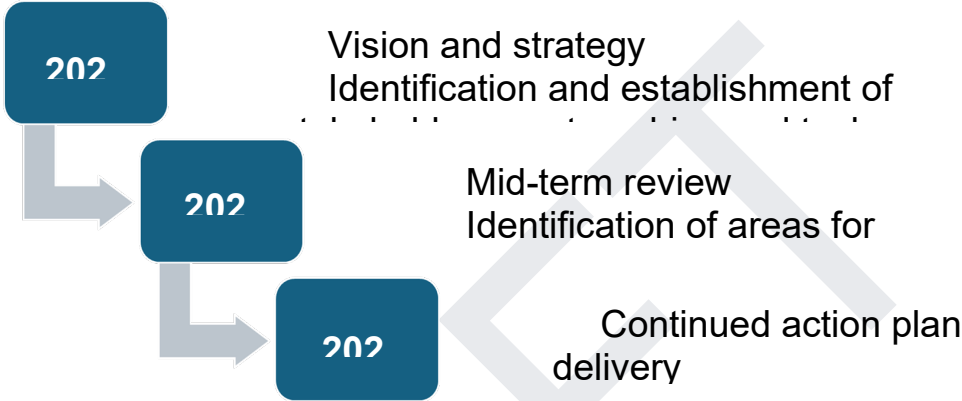 202
Vision and strategy
Identification and establishment of
202
Mid-term review
Identification of areas for
202
Continued action plan
delivery